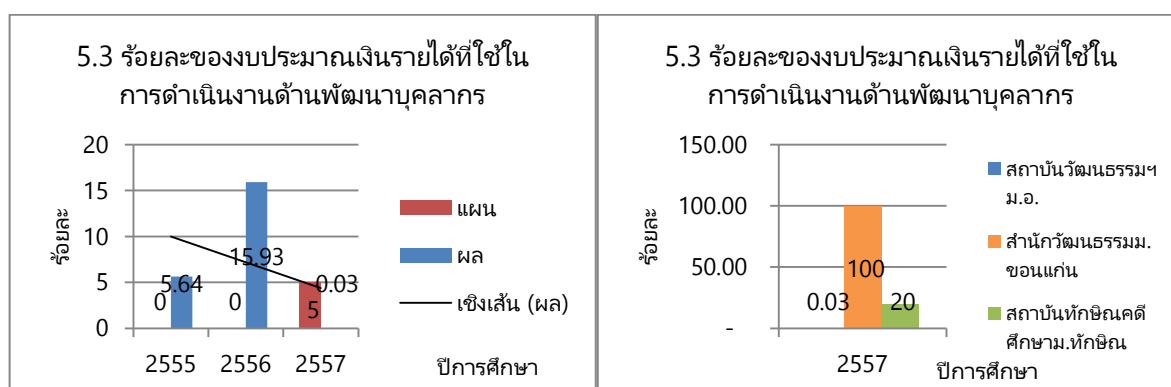 5.3 ร้อยละของงบประมาณเงินรายได้ที่ใช้ใน
การดำเนินงานด้านพัฒนาบุคลากร
20
15
10
5
0
ร้อยละ
5.64
0
15.93
0
0.03
5
2555
2556
2557
ปีการศึกษา
แผน
ผล
เชิงเส้น (ผล)
5.3 ร้อยละของงบประมาณเงินรายได้ที่ใช้ใน
การดำเนินงานด้านพัฒนาบุคลากร
150.00
100.00
50.00
-
ร้อยละ
0.03
100
20
2557
ปีการศึกษา
สถาบันวัฒนธรรมฯ
ม.อ.
สำนักวัฒนธรรมม.
ขอนแก่น
สถาบันทักษิณคดี
ศึกษาม.ทักษิณ